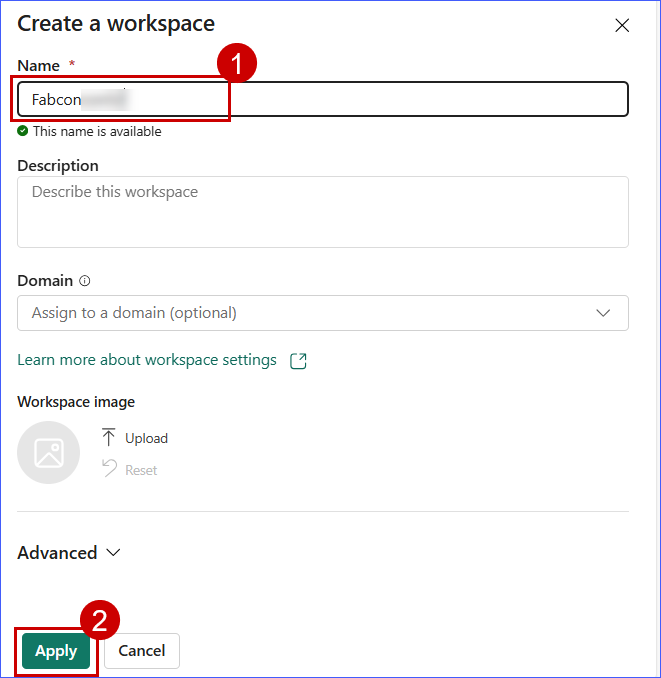 Create a workspace
Name *
1
Fabcon
This name is available
Description
Describe this workspace
Domain
Assign to a domain (optional)
Learn more about workspace settings
Workspace image
Upload
Reset
Advanced
2
Apply Cancel